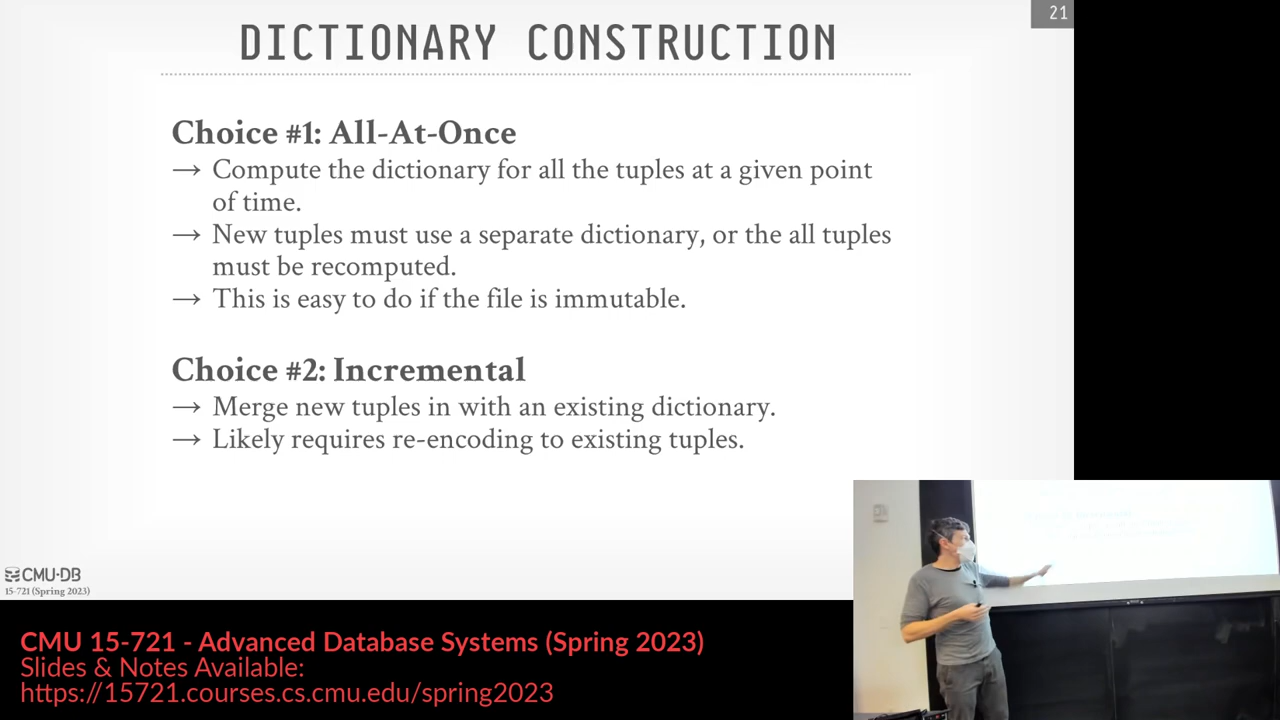 21
DICTIONARY CONSTRUCTION
Choice #1: All-At-Once
→ Compute the dictionary for all the tuples at a given point
of time.
→ New tuples must use a separate dictionary, or the all tuples
must be recomputed.
→ This is easy to do if the file is immutable.
Choice #2: Incremental
→ Merge new tuples in with an existing dictionary.
→ Likely requires re-encoding to existing tuples.
CMU·DB
15-721 (Spring 2023)
CMU 15-721 - Advanced Database Systems (Spring 2023)
Slides & Notes Available:
https://15721.courses.cs.cmu.edu/spring2023